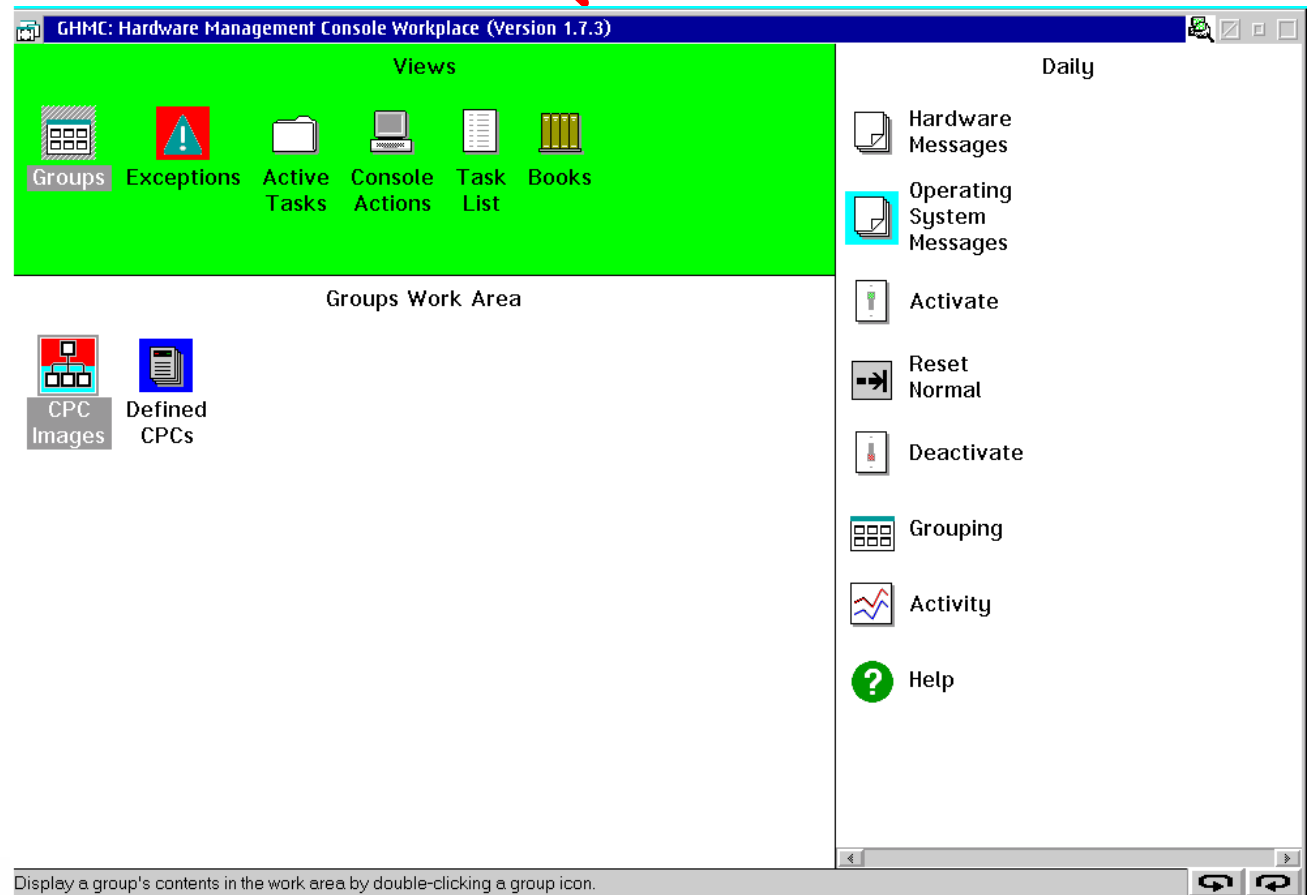 GHMC: Hardware Management Console Workplace (Version 1.7.3)
Views
Groups
Exceptions
Active
Tasks
Console
Actions
Task
List
Books
Groups Work Area
CPC
Images
Defined
CPCs
Daily
Hardware
Messages
Operating
System
Messages
Activate
Reset
Normal
Deactivate
Grouping
Activity
Help
Display a group's contents in the work area by double-clicking a group icon.